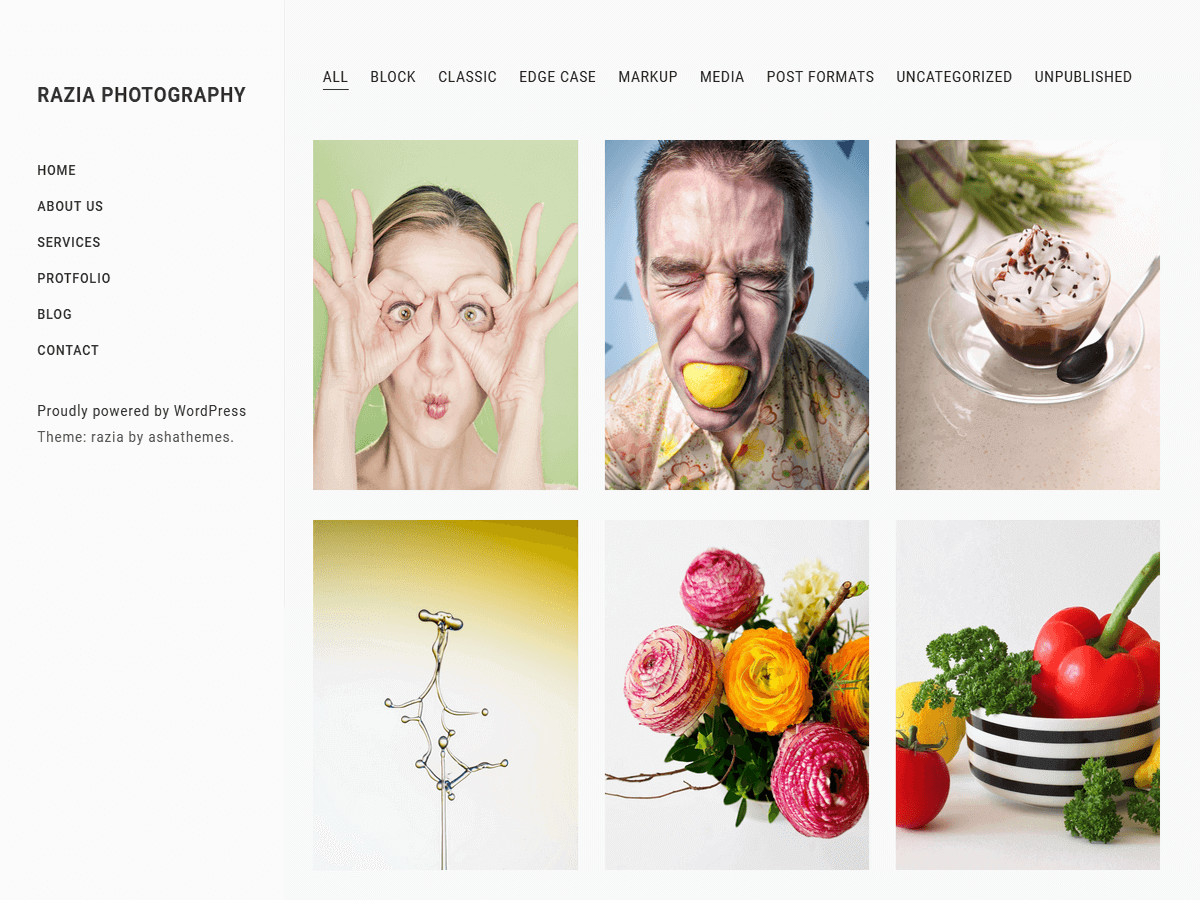 RAZIA PHOTOGRAPHY
HOME
ABOUT US
SERVICES
PROTFOLIO
BLOG
CONTACT
Proudly powered by WordPress
Theme: razia by ashathemes.
ALL BLOCK CLASSIC EDGE CASE MARKUP MEDIA POST FORMATS UNCATEGORIZED UNPUBLISHED